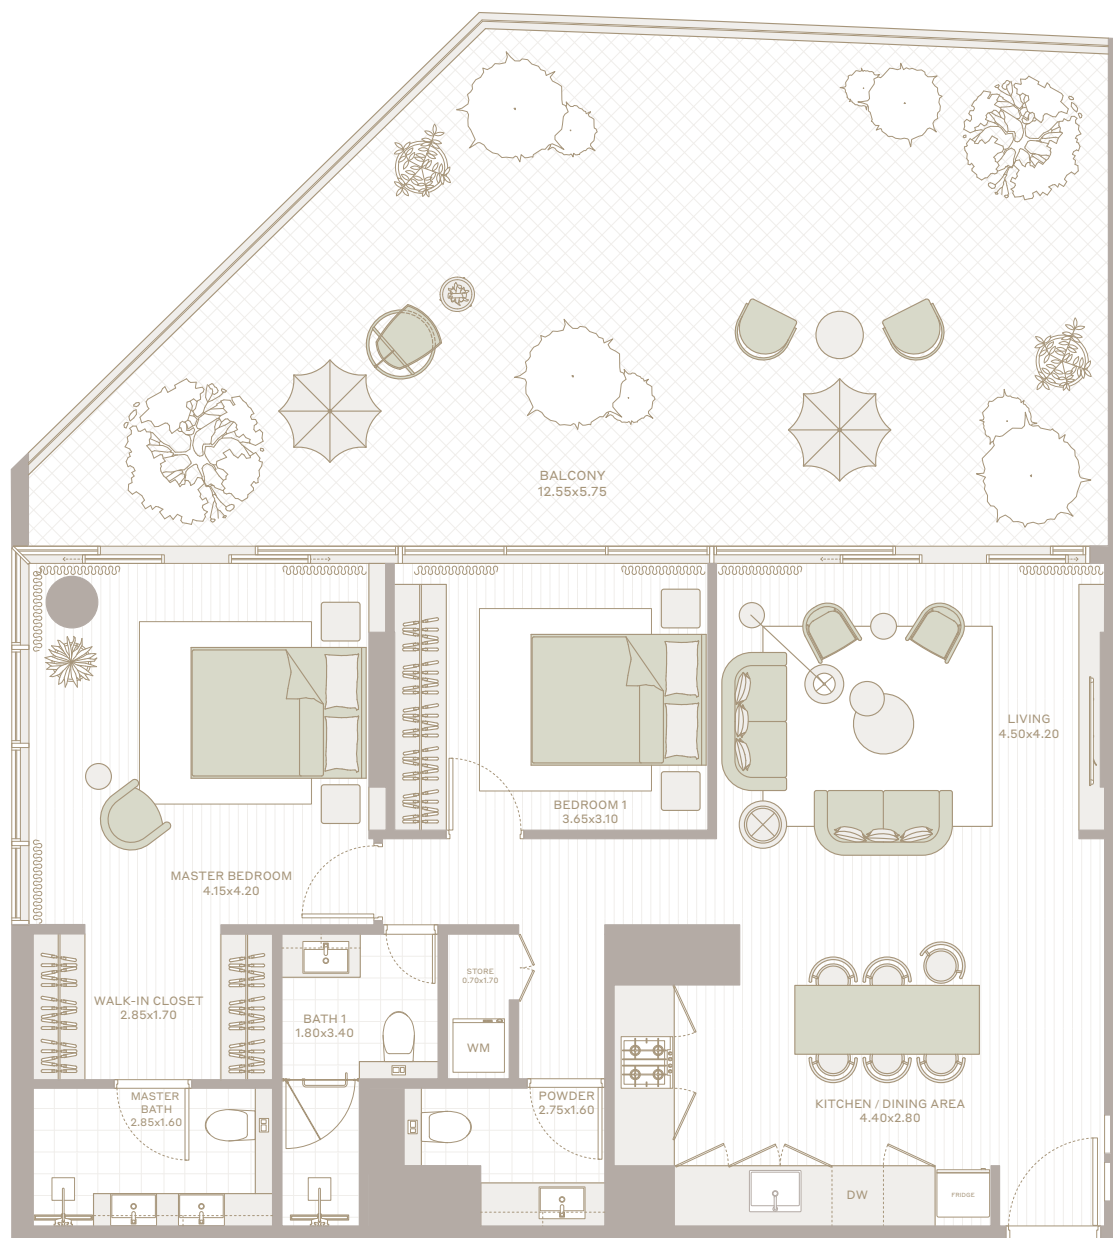 BALCONY
12.55x5.75
LIVING
4.50x4.20
BEDROOM 1
3.65x3.10
MASTER BEDROOM
4.15x4.20
STORE
0.70x1.70
WALK-IN CLOSET
2.85x1.70
BATH 1
1.80x3.40
WM
MASTER
BATH
2.85x1.60
POWDER
2.75x1.60
KITCHEN / DINING AREA
4.40x2.80
DW
FRIDGE